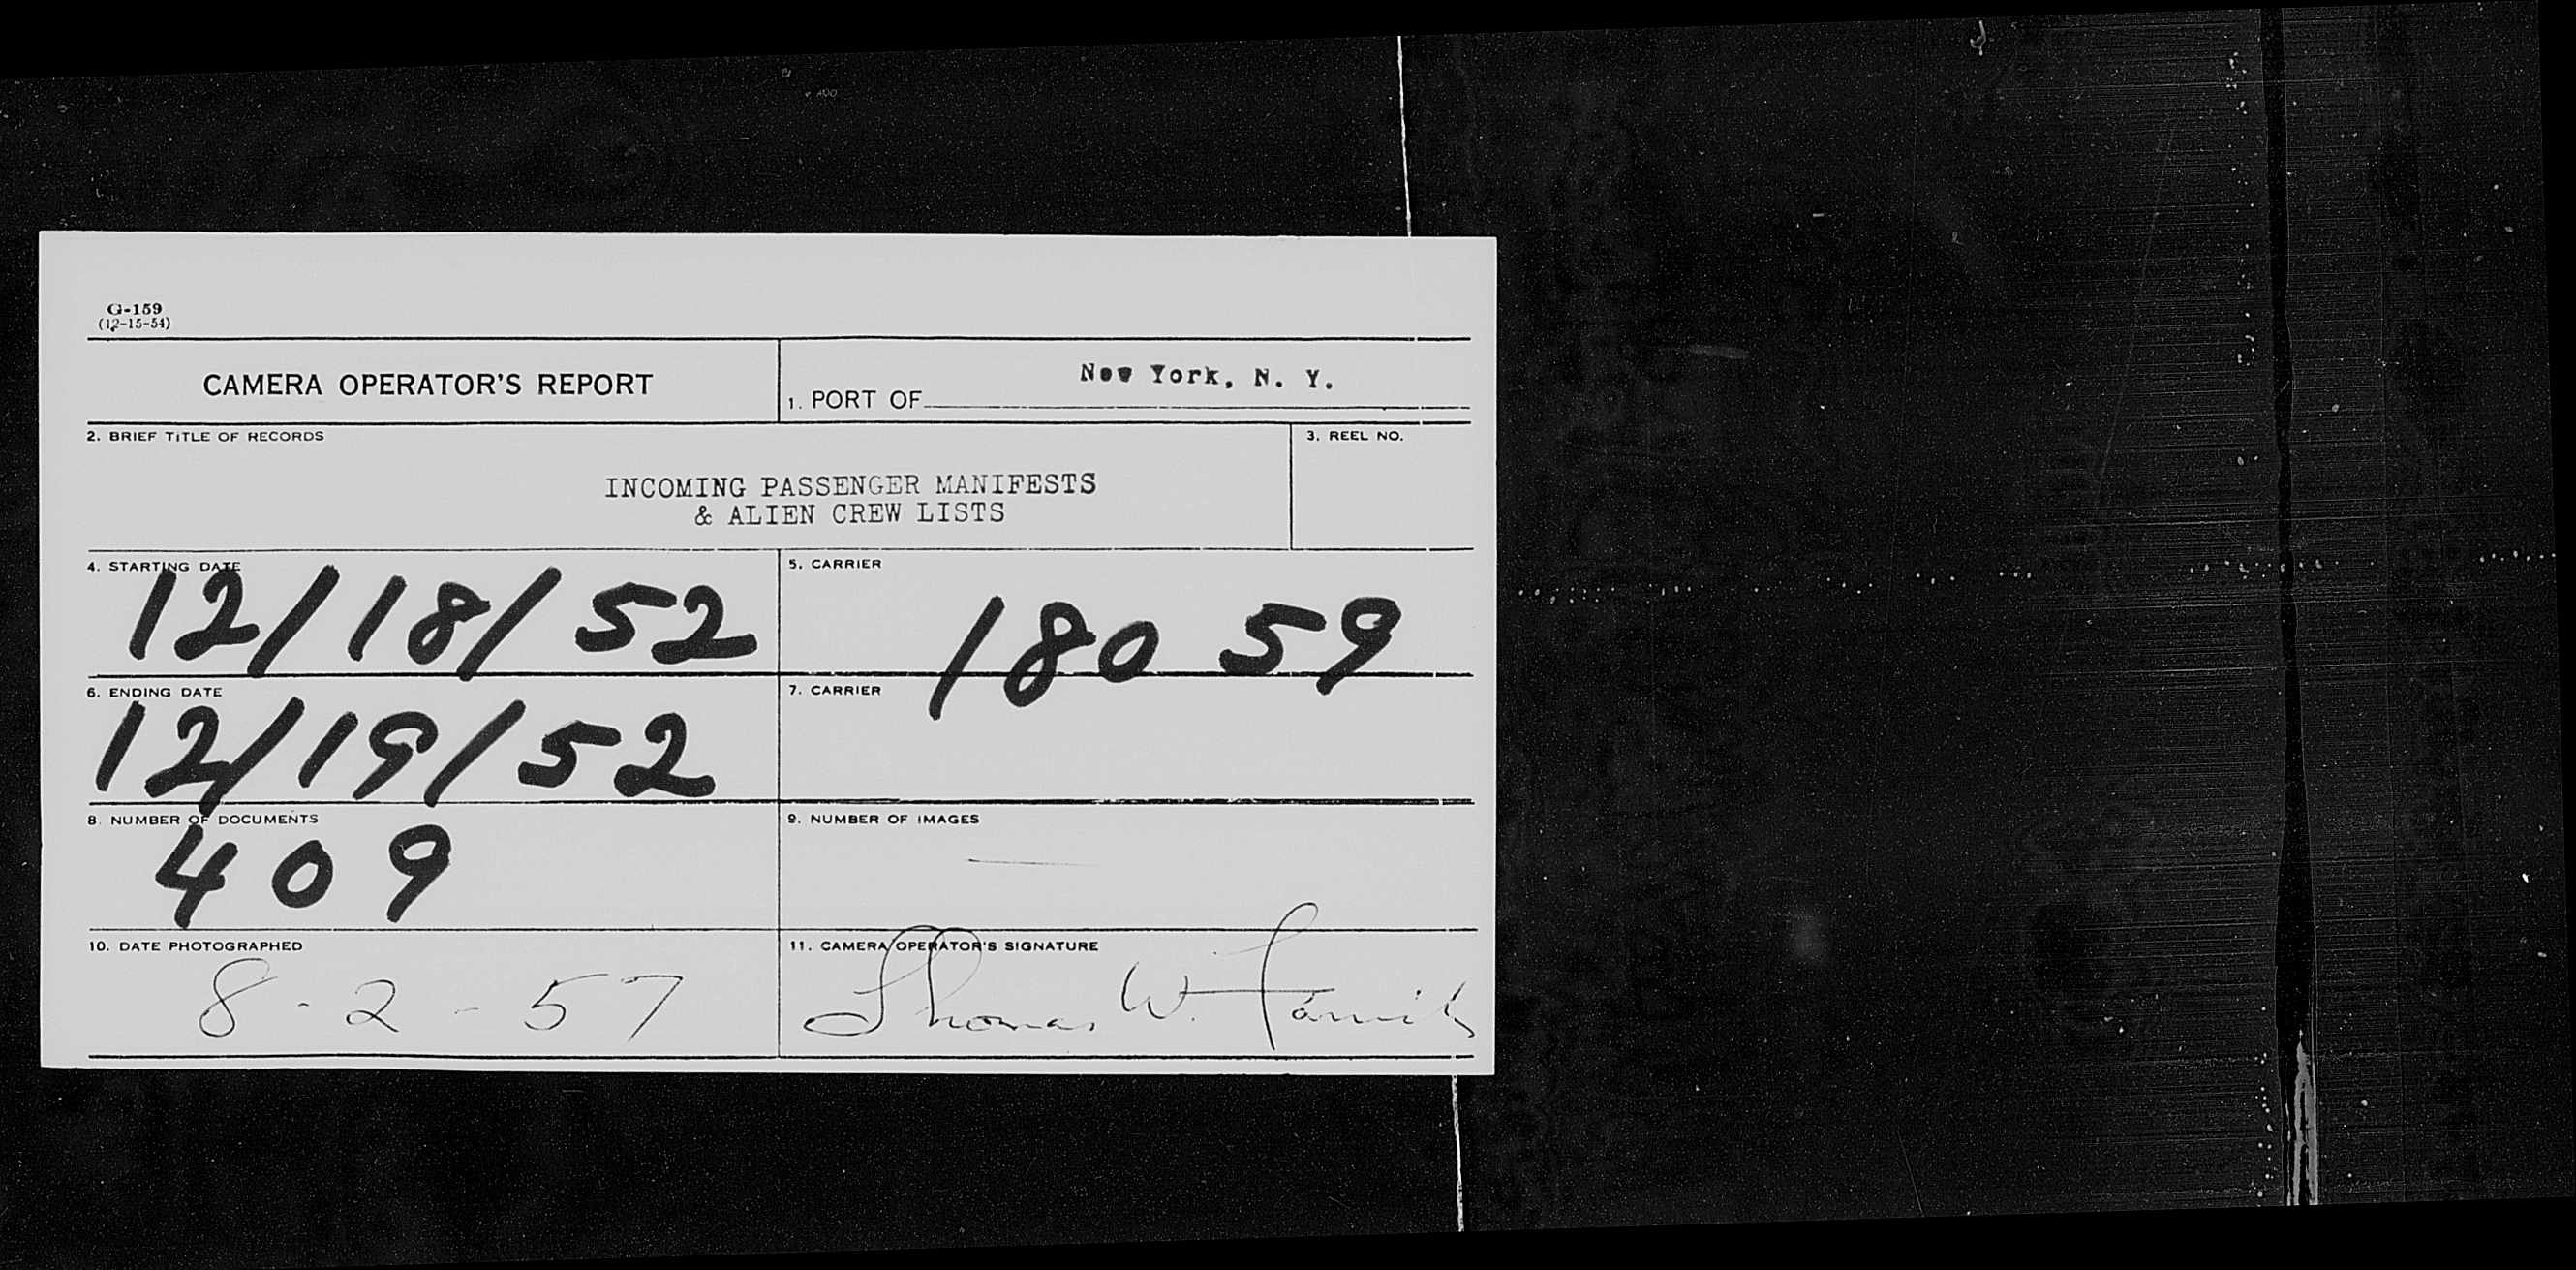 G-159
(12-15-54)
CAMERA OPERATOR'S REPORT
1. PORT OF New York, N. Y.
2. BRIEF TITLE OF RECORDS
INCOMING PASSENGER MANIFESTS
& ALIEN CREW LISTS
3. REEL NO.
4. STARTING DATE
12/18/52
5. CARRIER
18059
6. ENDING DATE
12/19/52
7. CARRIER
8. NUMBER OF DOCUMENTS
409
9. NUMBER OF IMAGES
10. DATE PHOTOGRAPHED
8-2-57
11. CAMERA OPERATOR'S SIGNATURE
Thomas W.